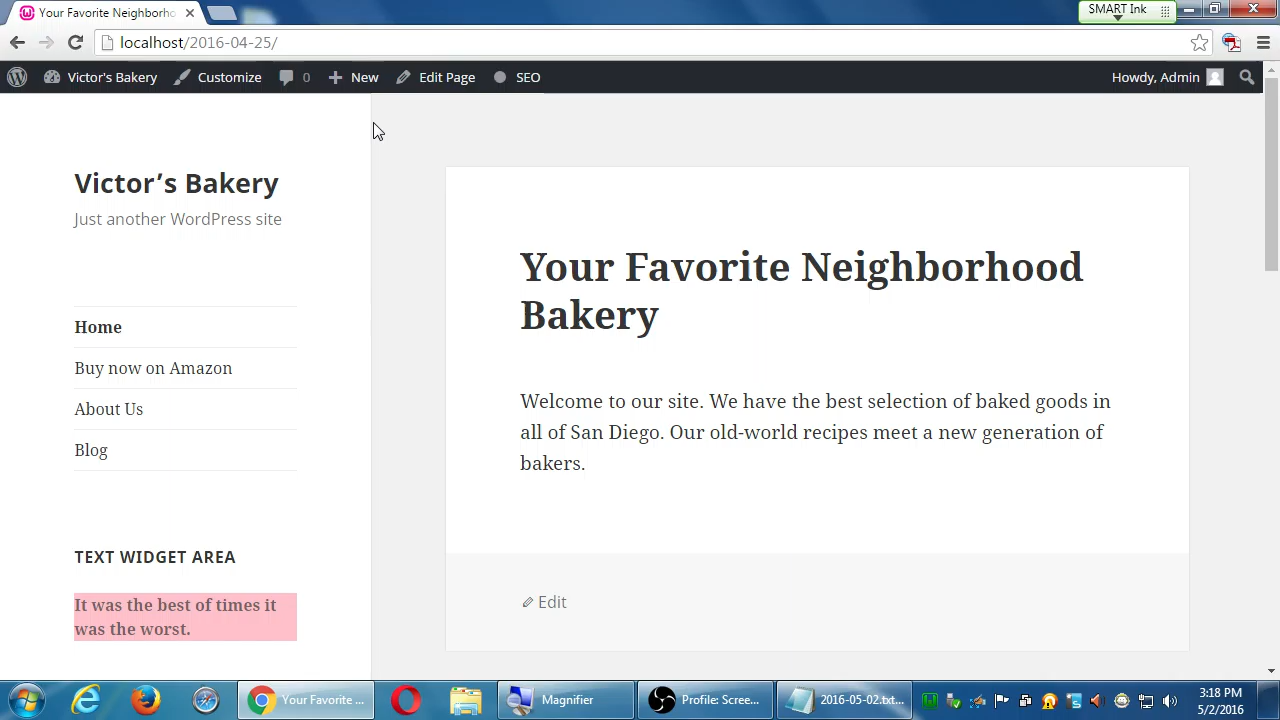 Your Favorite Neighborho
SMART Ink
localhost/2016-04-25/
Victor's Bakery
Customize
0
New
Edit Page
SEO
Howdy, Admin
Victor’s Bakery
Just another WordPress site
Home
Buy now on Amazon
About Us
Blog
TEXT WIDGET AREA
It was the best of times it
was the worst.
Your Favorite Neighborhood
Bakery
Welcome to our site. We have the best selection of baked goods in
all of San Diego. Our old-world recipes meet a new generation of
bakers.
Edit
Your Favorite ...
Magnifier
Profile: Scree...
2016-05-02.txt...
3:18 PM
5/2/2016